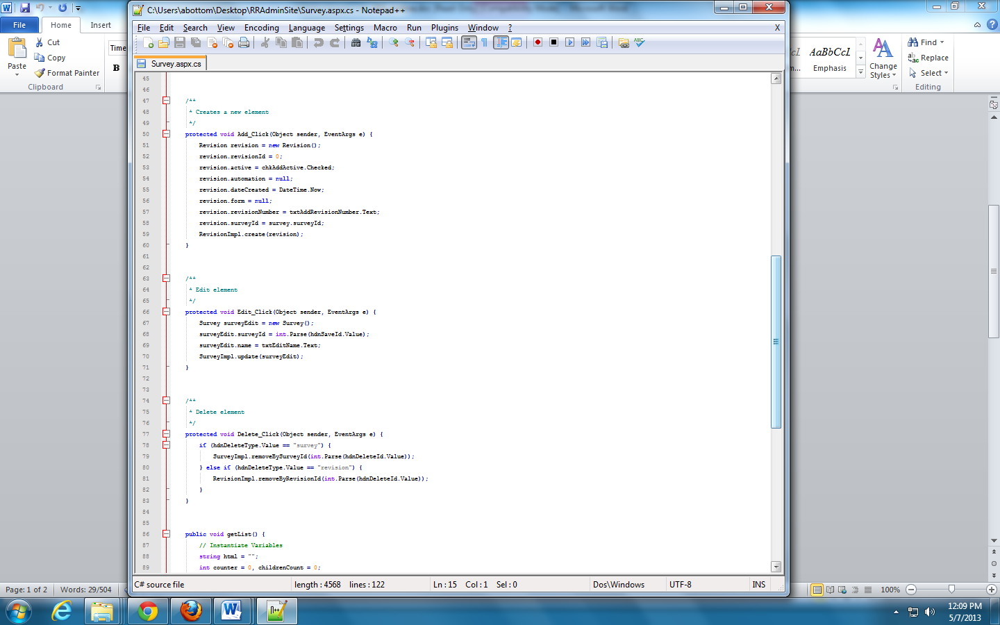 C:\Users\abottom\Desktop\RRAdminSite\Survey.aspx.cs - Notepad++
File Edit Search View Encoding Language Settings Macro Run Plugins Window ? X
Survey.aspx.cs
45
46
47 /**
48 * Creates a new element
49 */
50 protected void Add_Click(Object sender, EventArgs e) {
51 Revision revision = new Revision();
52 revision.revisionId = 0;
53 revision.active = chkAddActive.Checked;
54 revision.automation = null;
55 revision.dateCreated = DateTime.Now;
56 revision.form = null;
57 revision.revisionNumber = txtAddRevisionNumber.Text;
58 revision.surveyId = survey.surveyId;
59 RevisionImpl.create(revision);
60 }
61
62
63 /**
64 * Edit element
65 */
66 protected void Edit_Click(Object sender, EventArgs e) {
67 Survey surveyEdit = new Survey();
68 surveyEdit.surveyId = int.Parse(hdnSaveId.Value);
69 surveyEdit.name = txtEditName.Text;
70 SurveyImpl.update(surveyEdit);
71 }
72
73
74 /**
75 * Delete element
76 */
77 protected void Delete_Click(Object sender, EventArgs e) {
78 if (hdnDeleteType.Value == "survey") {
79 SurveyImpl.removeBySurveyId(int.Parse(hdnDeleteId.Value));
80 } else if (hdnDeleteType.Value == "revision") {
81 RevisionImpl.removeByRevisionId(int.Parse(hdnDeleteId.Value));
82 }
83 }
84
85
86 public void getList() {
87 // Instantiate Variables
88 string html = "";
89 int counter = 0, childrenCount = 0;
C# source file length : 4568 lines : 122 Ln : 15 Col : 1 Sel : 0 Dos\Windows UTF-8 INS
File Home Insert
Paste
Cut
Copy
Format Painter
Clipboard
Time
B
AaBbCcI
Emphasis
Change
Styles
Find
Replace
Select
Editing
Page: 1 of 2 Words: 29/504
100%
12:09 PM
5/7/2013